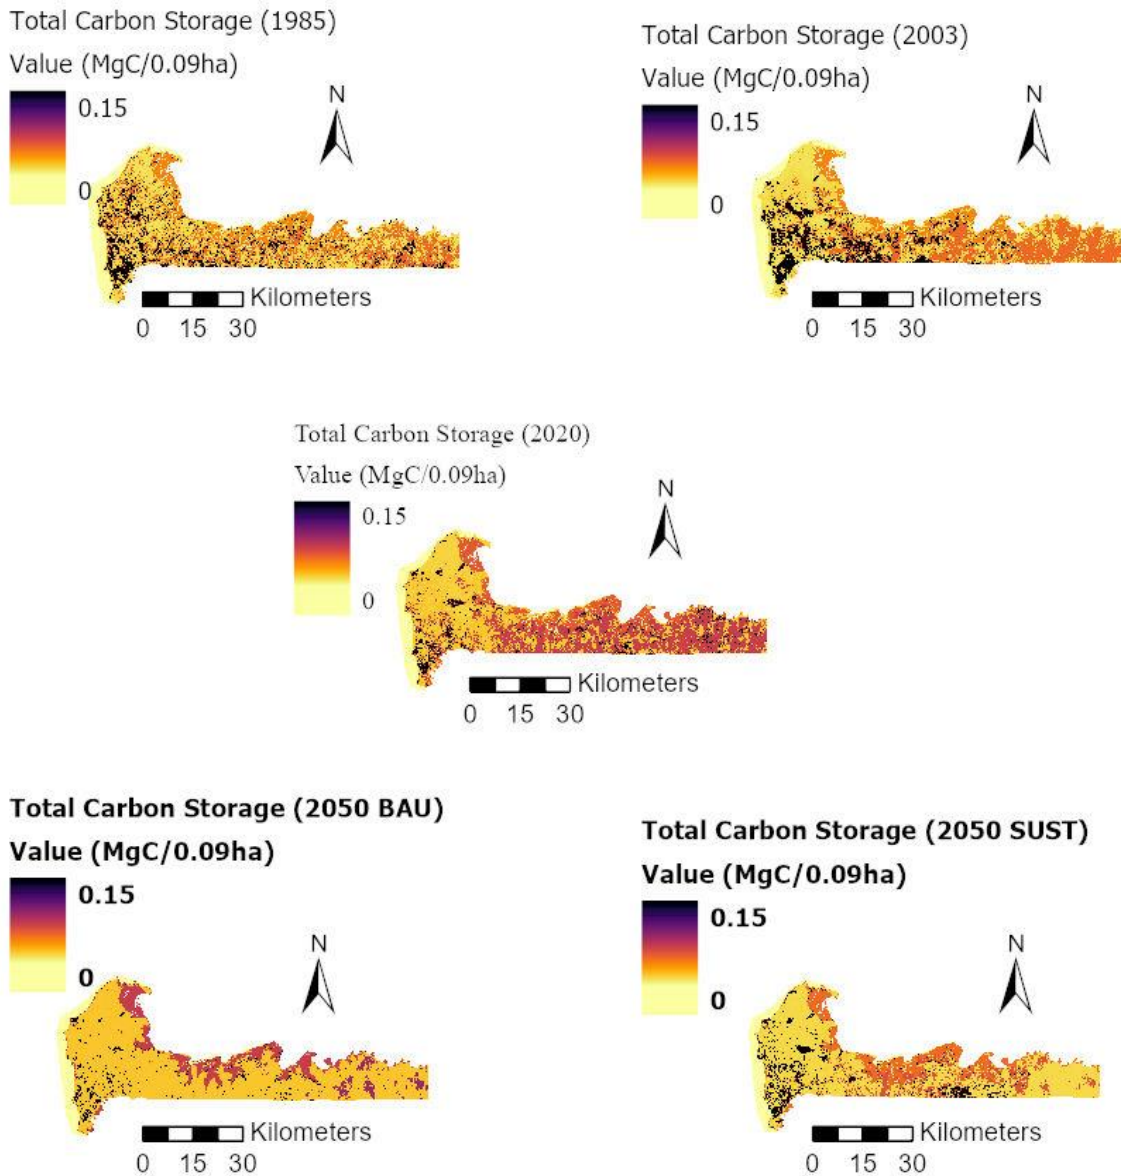 Total Carbon Storage (1985)
Value (MgC/0.09ha)
0.15
0
N
Kilometers
0 15 30
Total Carbon Storage (2003)
Value (MgC/0.09ha)
0.15
0
N
Kilometers
0 15 30
Total Carbon Storage (2020)
Value (MgC/0.09ha)
0.15
0
N
Kilometers
0 15 30
Total Carbon Storage (2050 BAU)
Value (MgC/0.09ha)
0.15
0
N
Kilometers
0 15 30
Total Carbon Storage (2050 SUST)
Value (MgC/0.09ha)
0.15
0
N
Kilometers
0 15 30